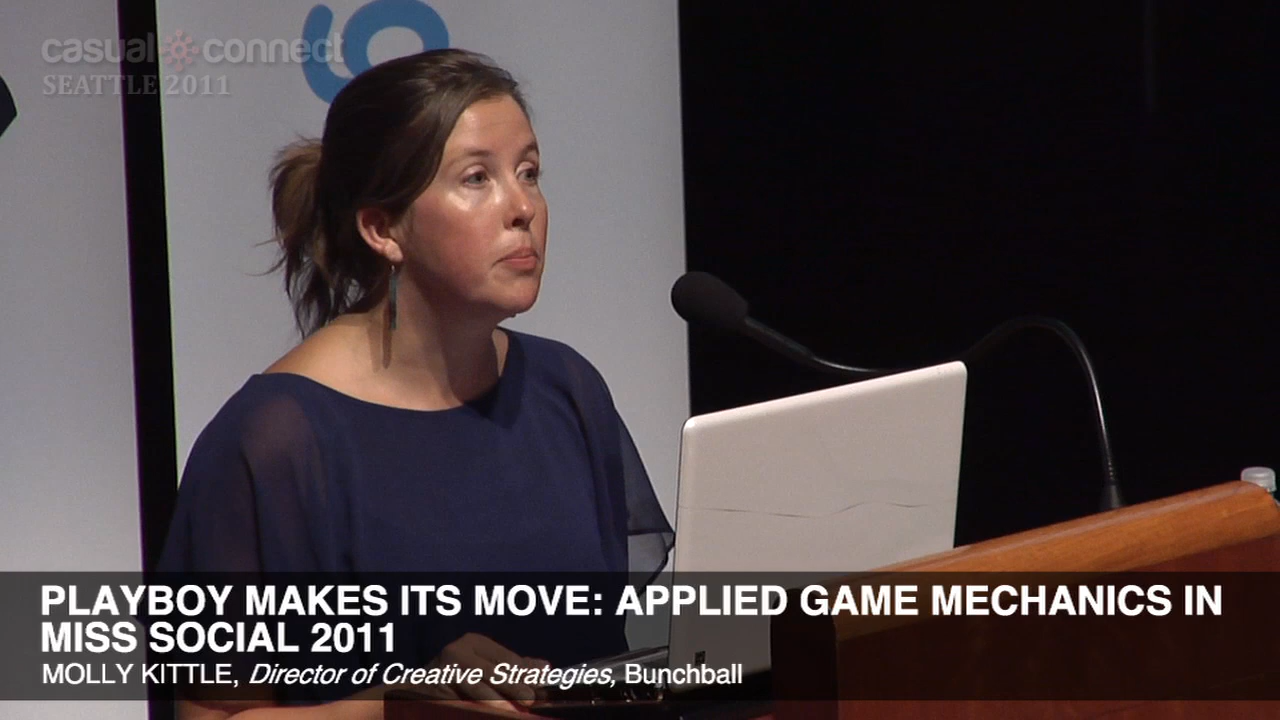 casual connect
SEATTLE 2011
PLAYBOY MAKES ITS MOVE: APPLIED GAME MECHANICS IN
MISS SOCIAL 2011
MOLLY KITTLE, Director of Creative Strategies, Bunchball